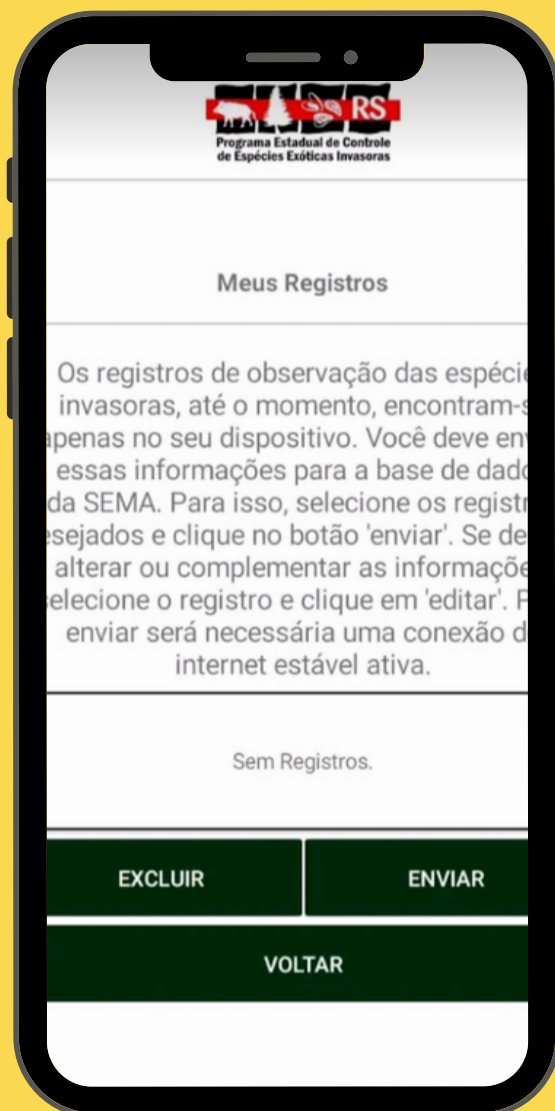 RS
Programa Estadual de Controle
de Espécies Exóticas Invasoras
Meus Registros
Os registros de observação das espécie
invasoras, até o momento, encontram-s
apenas no seu dispositivo. Você deve env
essas informações para a base de dado
da SEMA. Para isso, selecione os registr
esejados e clique no botão 'enviar'. Se de
alterar ou complementar as informaçõe
selecione o registro e clique em 'editar'. P
enviar será necessária uma conexão d
internet estável ativa.
Sem Registros.
EXCLUIR
ENVIAR
VOLTAR